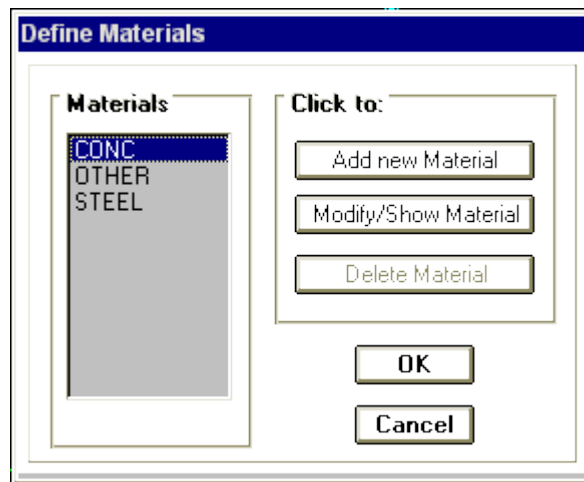 Define Materials
Materials
CONC
OTHER
STEEL
Click to:
Add new Material
Modify/Show Material
Delete Material
OK
Cancel